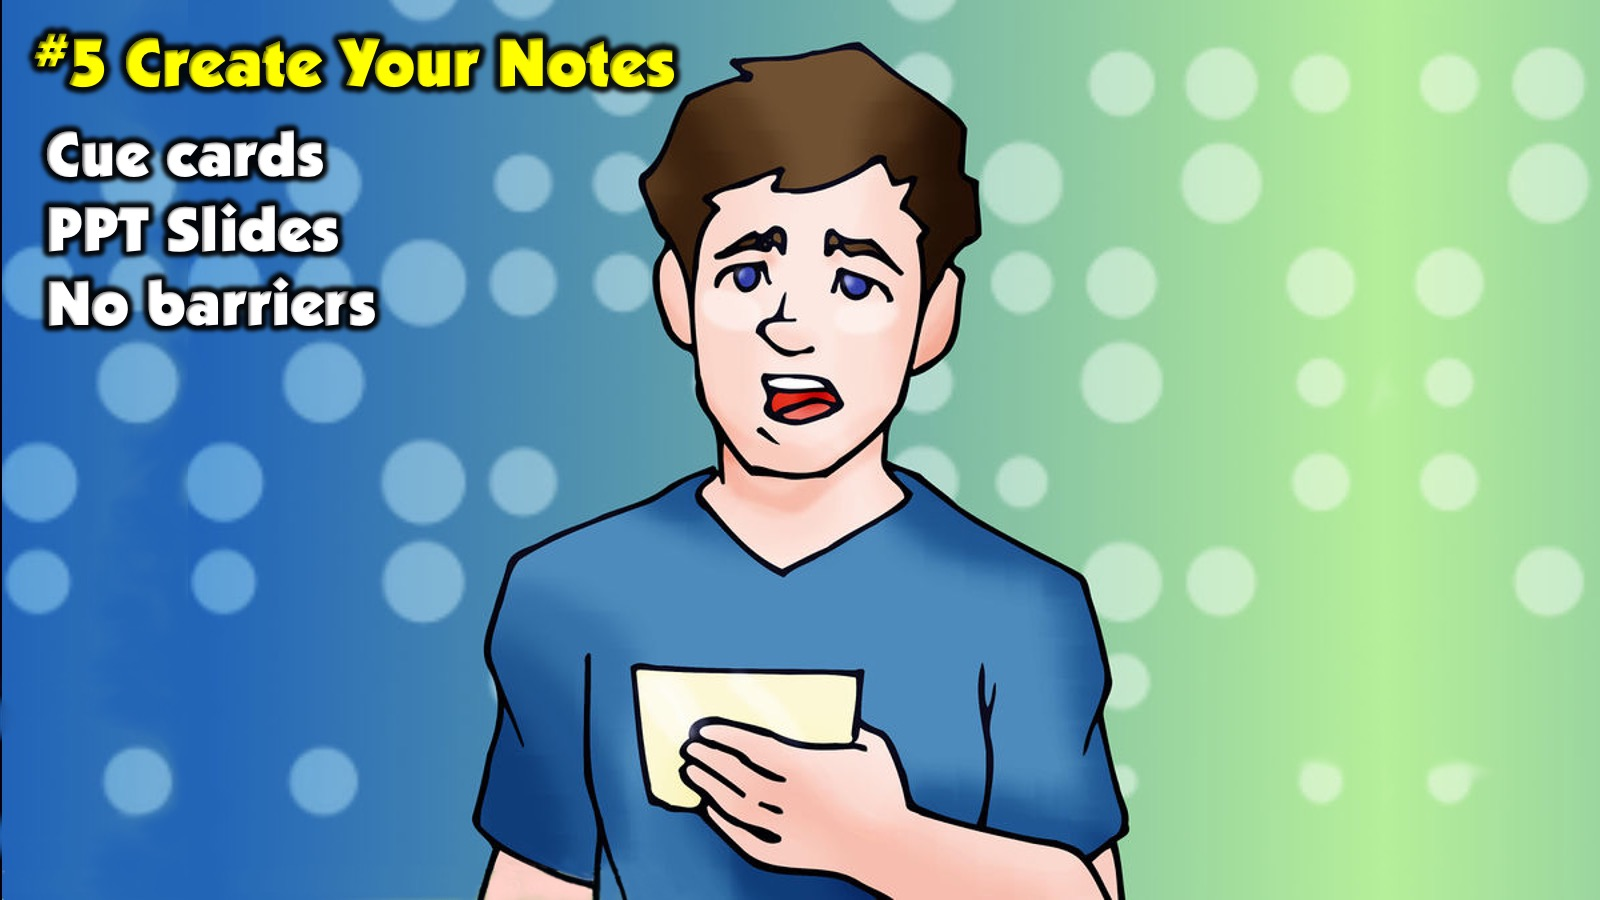 #5 Create Your Notes
Cue cards
PPT Slides
No barriers